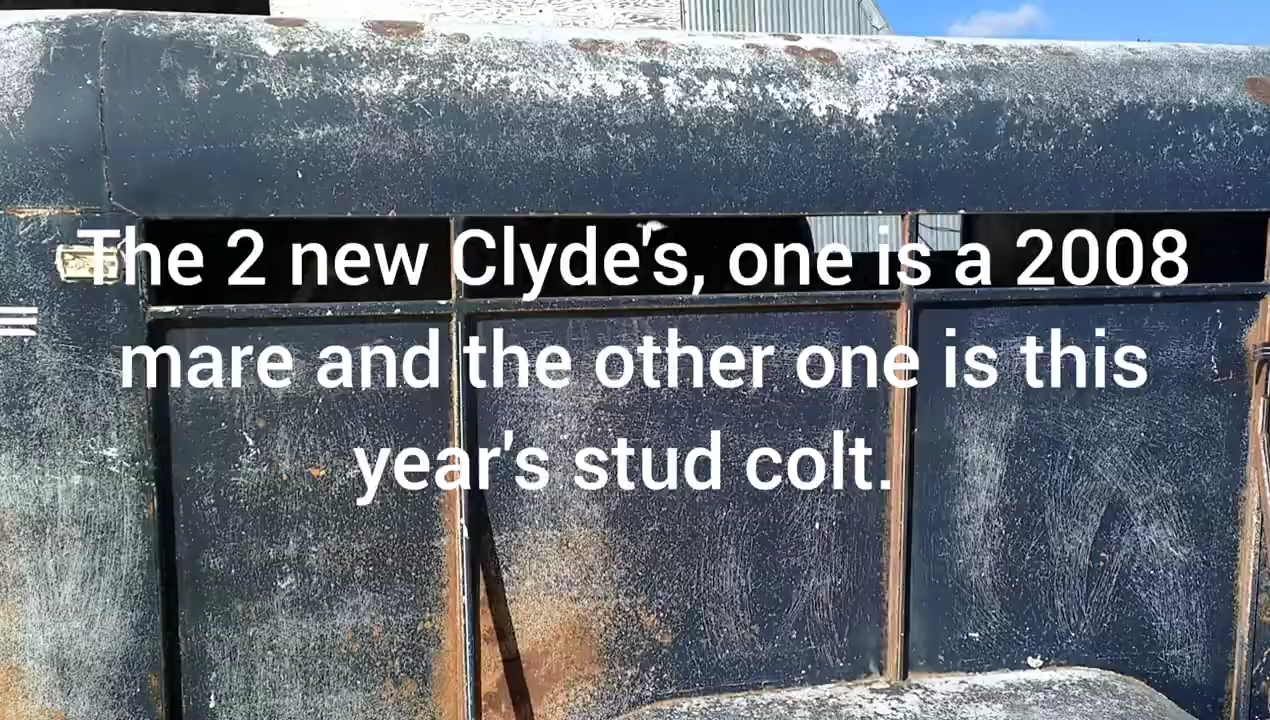 The 2 new Clyde's, one is a 2008
mare and the other one is this
year's stud colt.